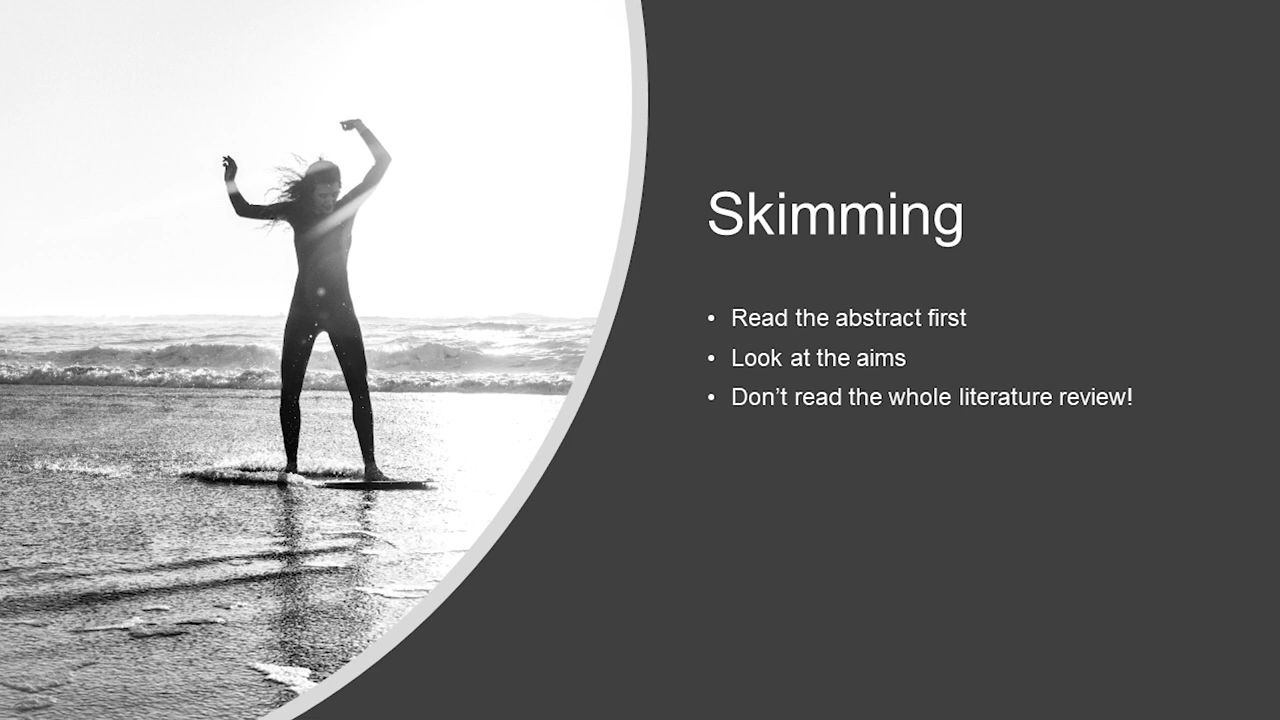 Skimming
• Read the abstract first
• Look at the aims
• Don’t read the whole literature review!